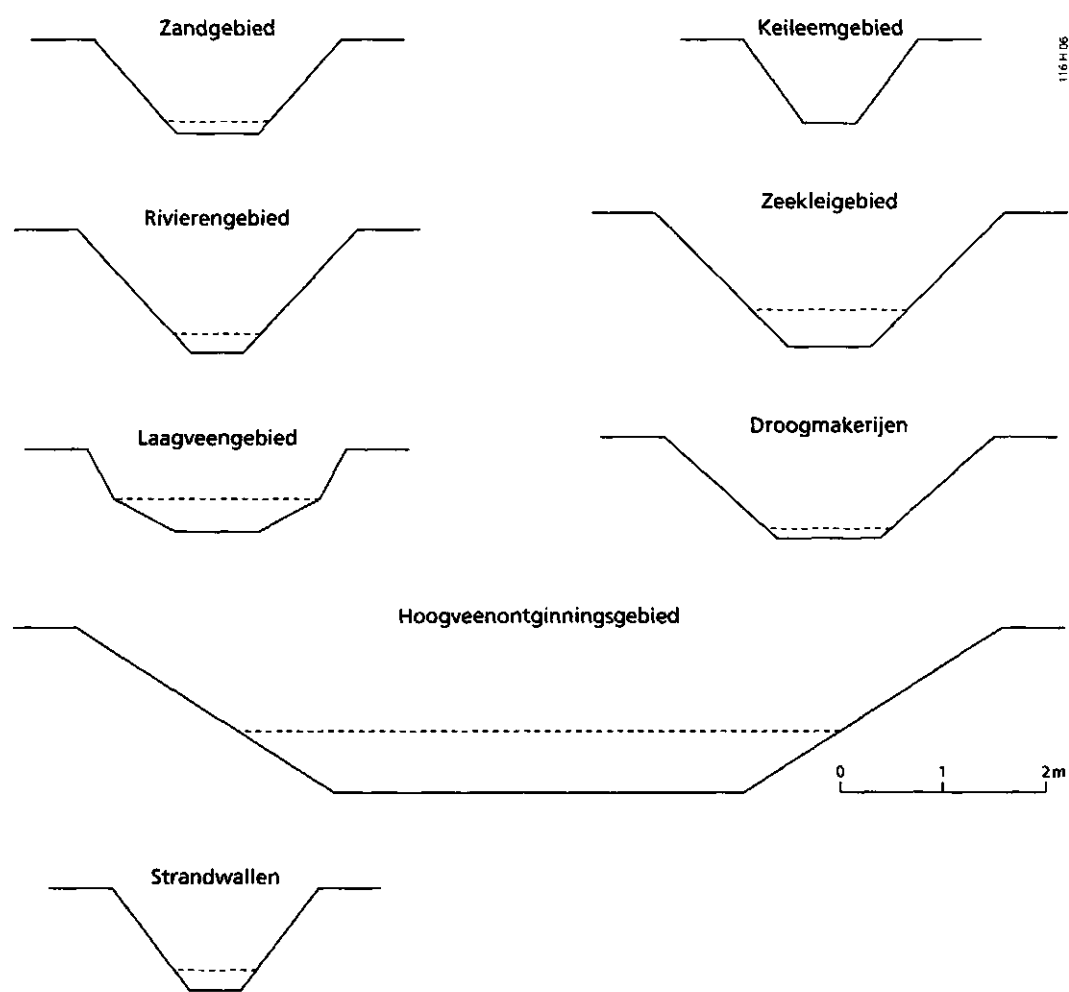 Zandgebied
Keileemgebied
116 H 06
Rivierengebied
Zeekleigebied
Laagveengebied
Droogmakerijen
Hoogveenontginningsgebied
0 1 2m
Strandwallen